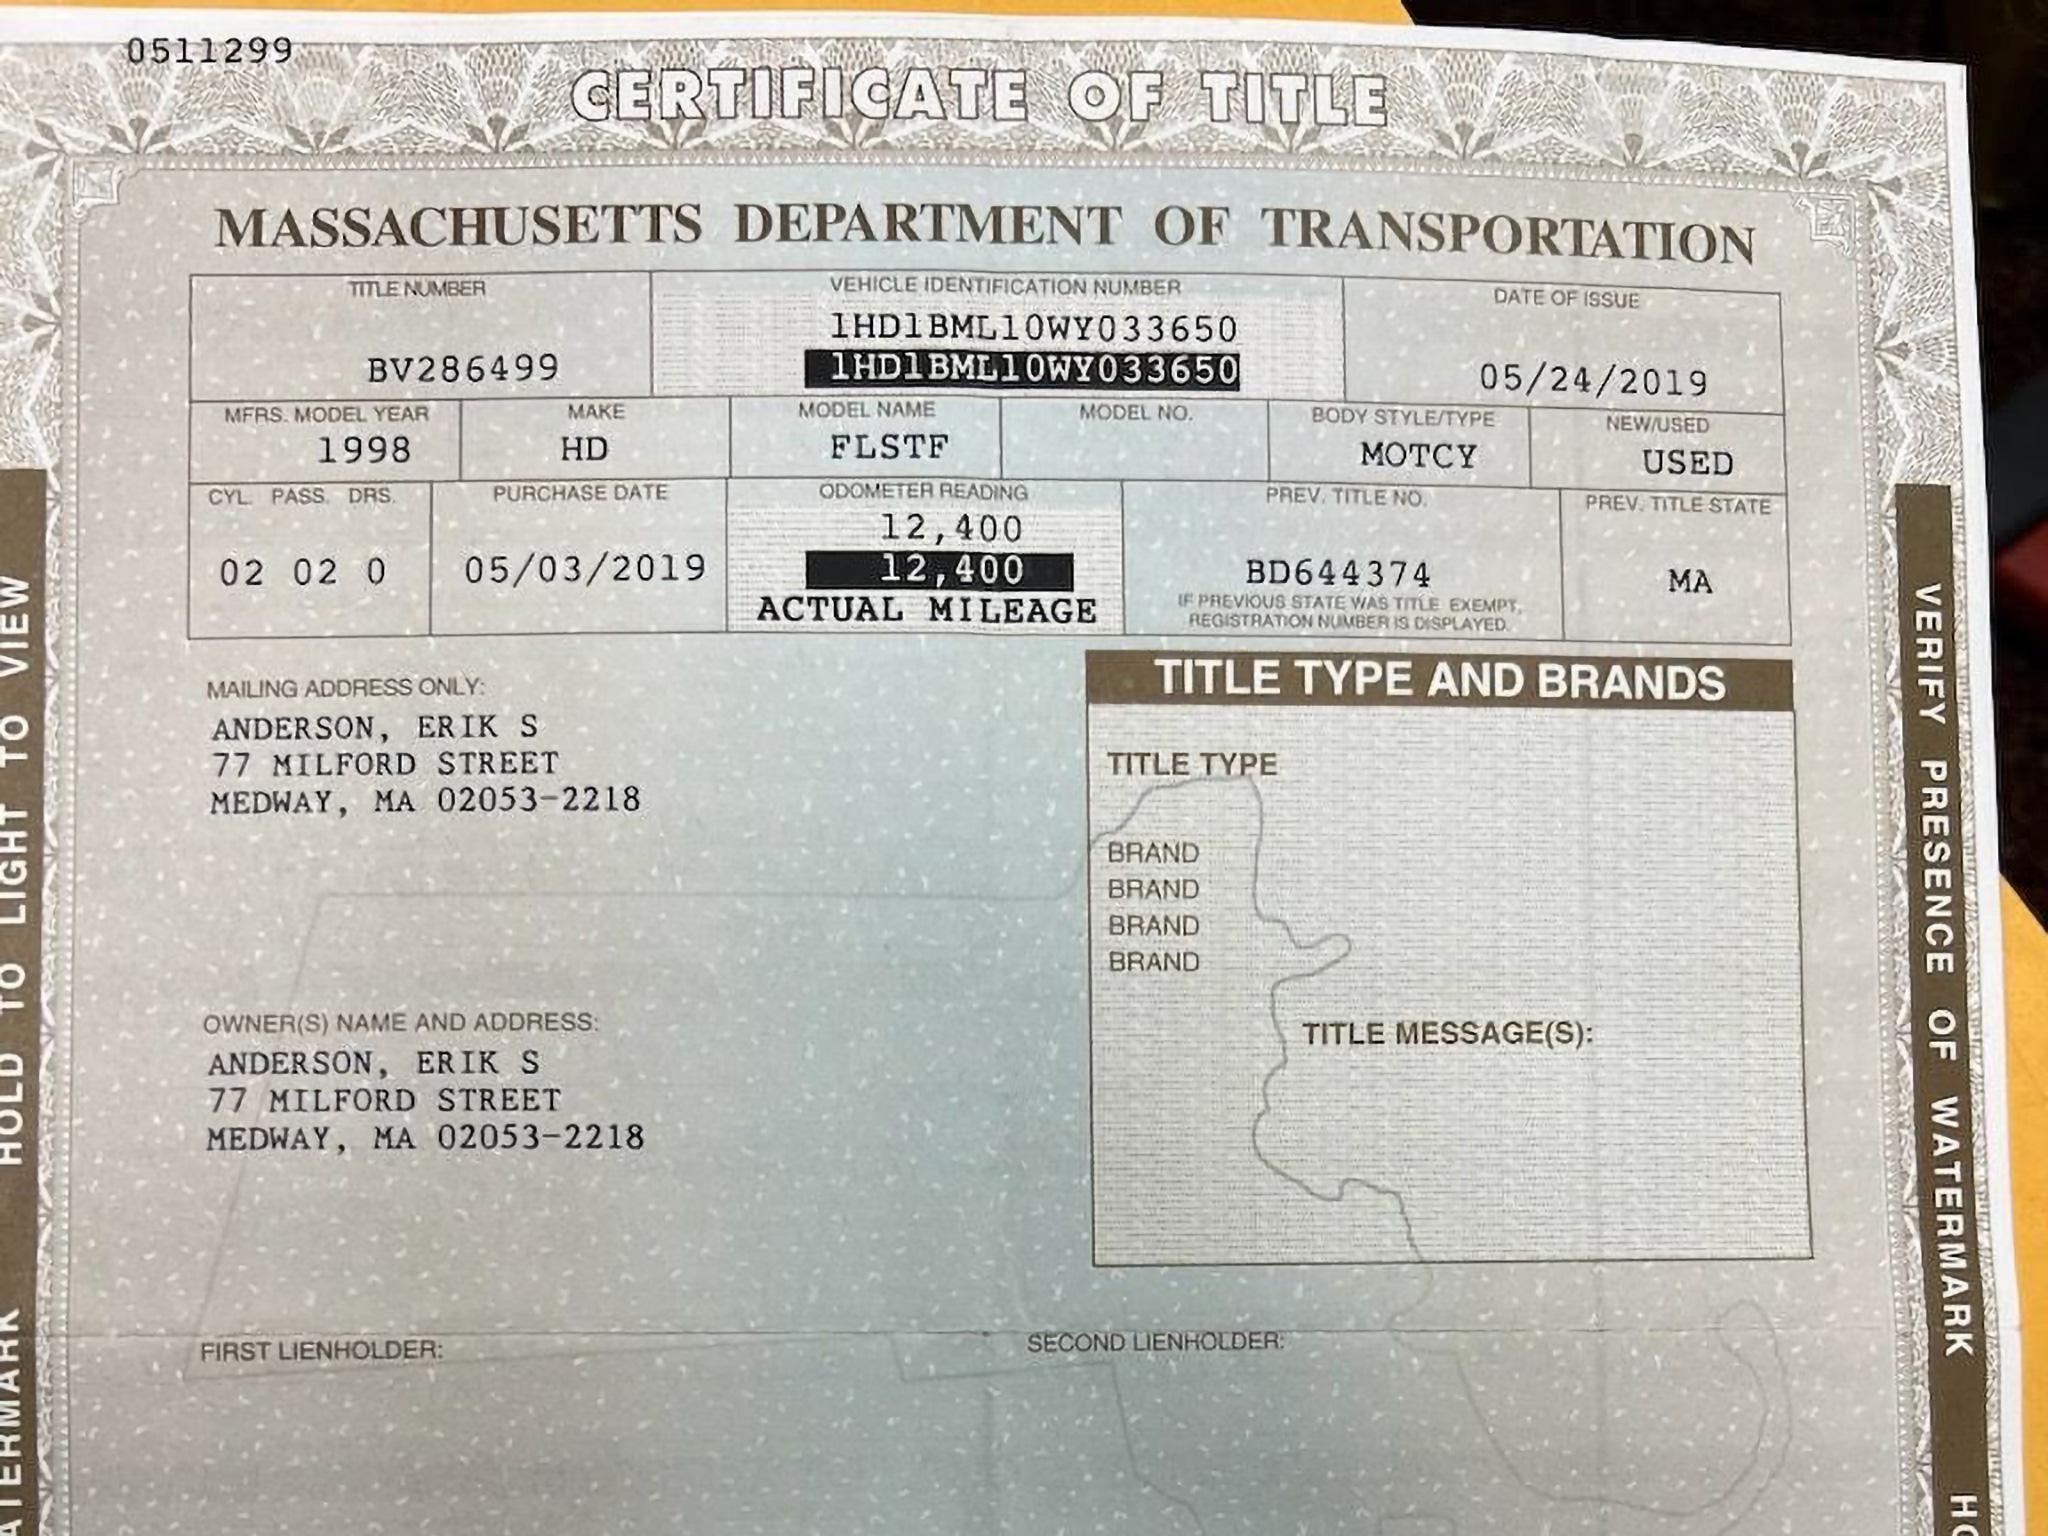 0511299
CERTIFICATE OF TITLE
MASSACHUSETTS DEPARTMENT OF TRANSPORTATION
TITLE NUMBER VEHICLE IDENTIFICATION NUMBER DATE OF ISSUE
1HD1BML10WY033650
BV286499 1HD1BML10WY033650 05/24/2019
MFRS. MODEL YEAR MAKE MODEL NAME MODEL NO. BODY STYLE/TYPE NEW/USED
1998 HD FLSTF MOTCY USED
CYL. PASS. DRS. PURCHASE DATE ODOMETER READING PREV. TITLE NO. PREV. TITLE STATE
12,400
02 02 0 05/03/2019 12,400 BD644374 MA
ACTUAL MILEAGE
IF PREVIOUS STATE WAS TITLE EXEMPT,
REGISTRATION NUMBER IS DISPLAYED.
MAILING ADDRESS ONLY:
ANDERSON, ERIK S
77 MILFORD STREET
MEDWAY, MA 02053-2218
TITLE TYPE AND BRANDS
TITLE TYPE
BRAND
BRAND
BRAND
BRAND
TITLE MESSAGE(S):
OWNER(S) NAME AND ADDRESS:
ANDERSON, ERIK S
77 MILFORD STREET
MEDWAY, MA 02053-2218
FIRST LIENHOLDER: SECOND LIENHOLDER:
ATERMARK HOLD TO LIGHT TO VIEW
VERIFY PRESENCE OF WATERMARK HO